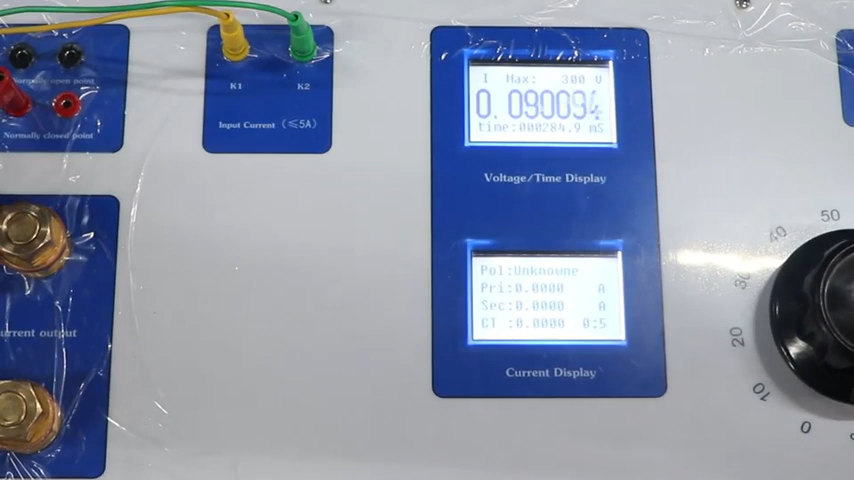 Normally open point
Normally closed point
K1
K2
Input Current (≤5A)
I Max: 300 V
time:000284.9 mS
Voltage/Time Display
Pol:Unknowne
Pri:0.0000 A
Sec:0.0000 A
CT :0.0000 0:5
Current Display
urrent output
50
40
30
20
10
0